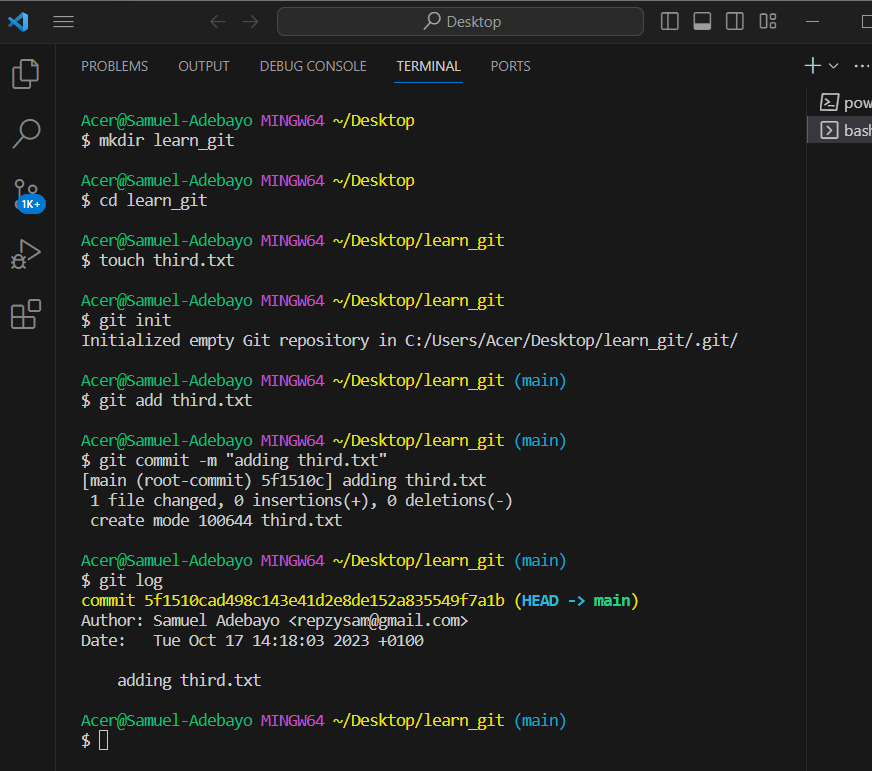 Desktop
PROBLEMS OUTPUT DEBUG CONSOLE TERMINAL PORTS
pow
bash
1K+
Acer@Samuel-Adebayo MINGW64 ~/Desktop
$ mkdir learn_git
Acer@Samuel-Adebayo MINGW64 ~/Desktop
$ cd learn_git
Acer@Samuel-Adebayo MINGW64 ~/Desktop/learn_git
$ touch third.txt
Acer@Samuel-Adebayo MINGW64 ~/Desktop/learn_git
$ git init
Initialized empty Git repository in C:/Users/Acer/Desktop/learn_git/.git/
Acer@Samuel-Adebayo MINGW64 ~/Desktop/learn_git (main)
$ git add third.txt
Acer@Samuel-Adebayo MINGW64 ~/Desktop/learn_git (main)
$ git commit -m "adding third.txt"
[main (root-commit) 5f1510c] adding third.txt
 1 file changed, 0 insertions(+), 0 deletions(-)
 create mode 100644 third.txt
Acer@Samuel-Adebayo MINGW64 ~/Desktop/learn_git (main)
$ git log
commit 5f1510cad498c143e41d2e8de152a835549f7a1b (HEAD -> main)
Author: Samuel Adebayo <repzysam@gmail.com>
Date:   Tue Oct 17 14:18:03 2023 +0100
    adding third.txt
Acer@Samuel-Adebayo MINGW64 ~/Desktop/learn_git (main)
$